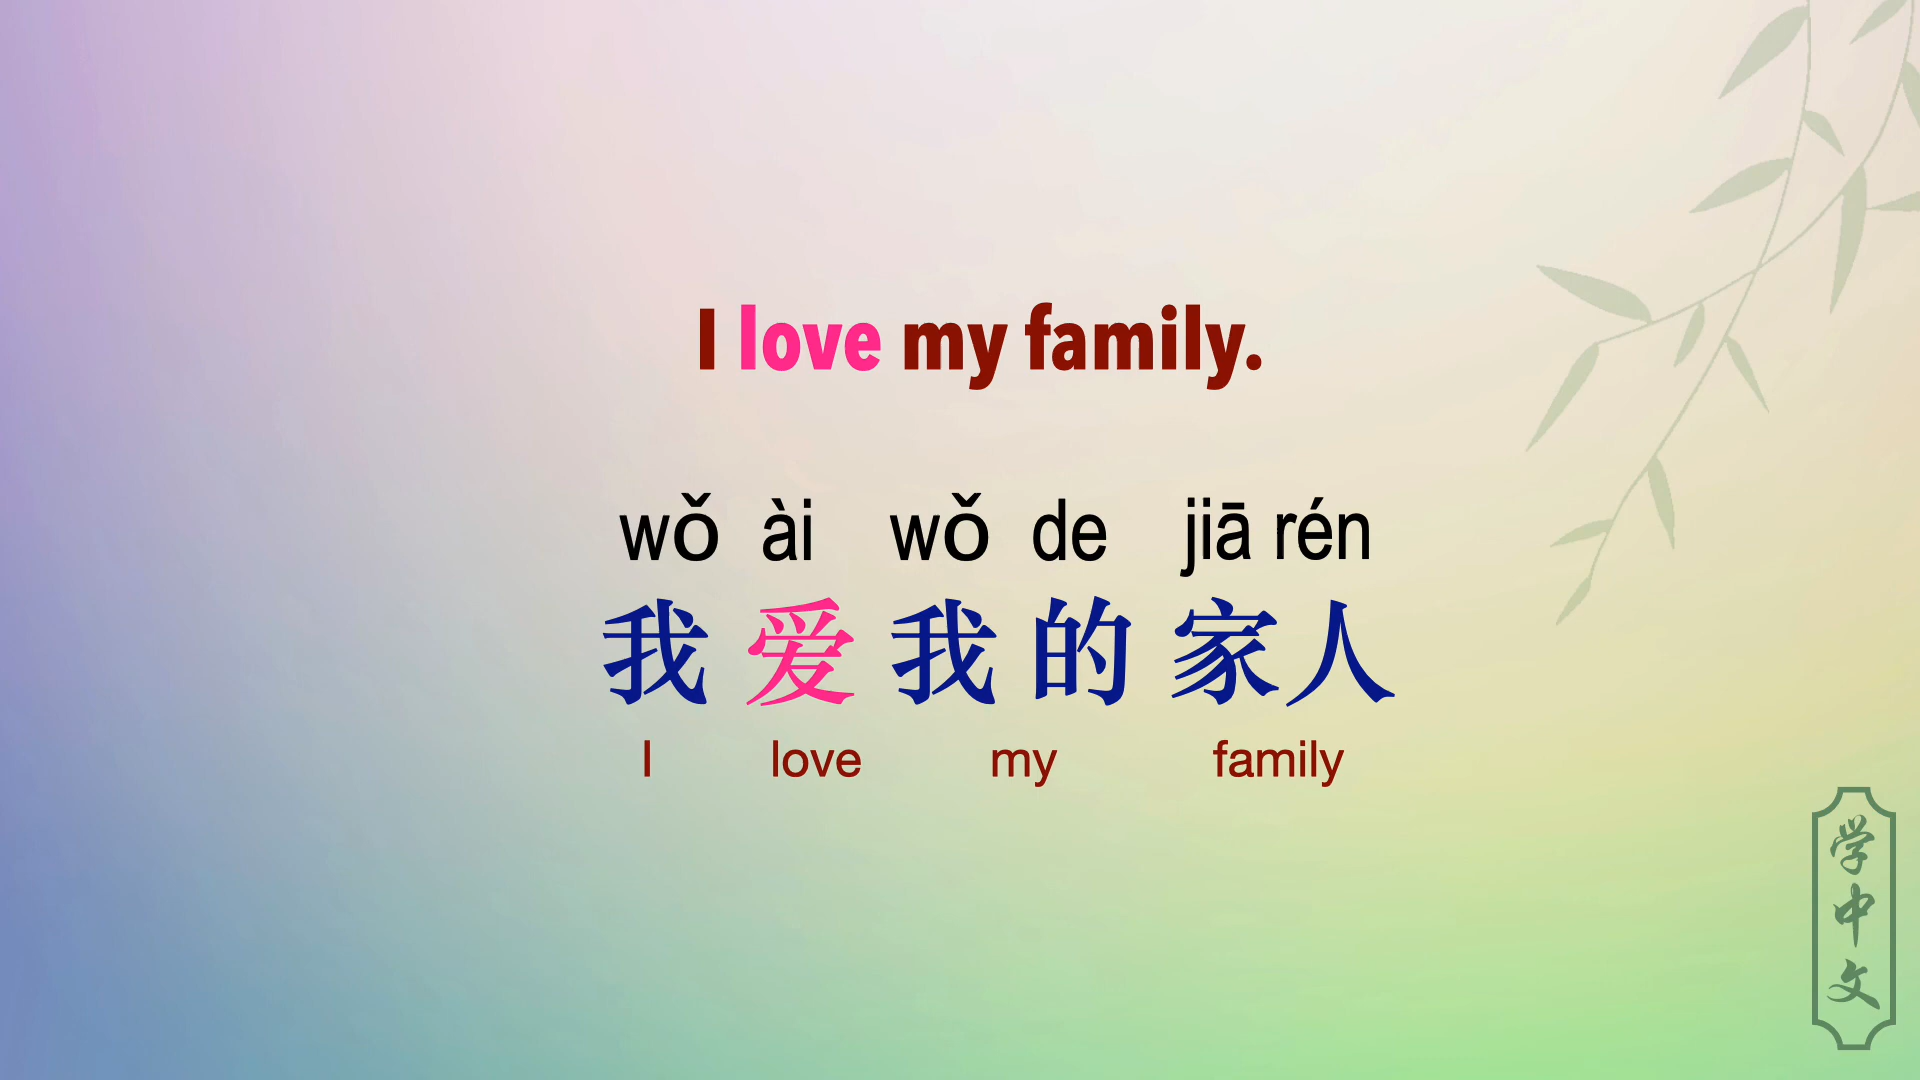 I love my family.
wǒ ài wǒ de jiā rén
我 爱 我 的 家人
I love my family
学中文